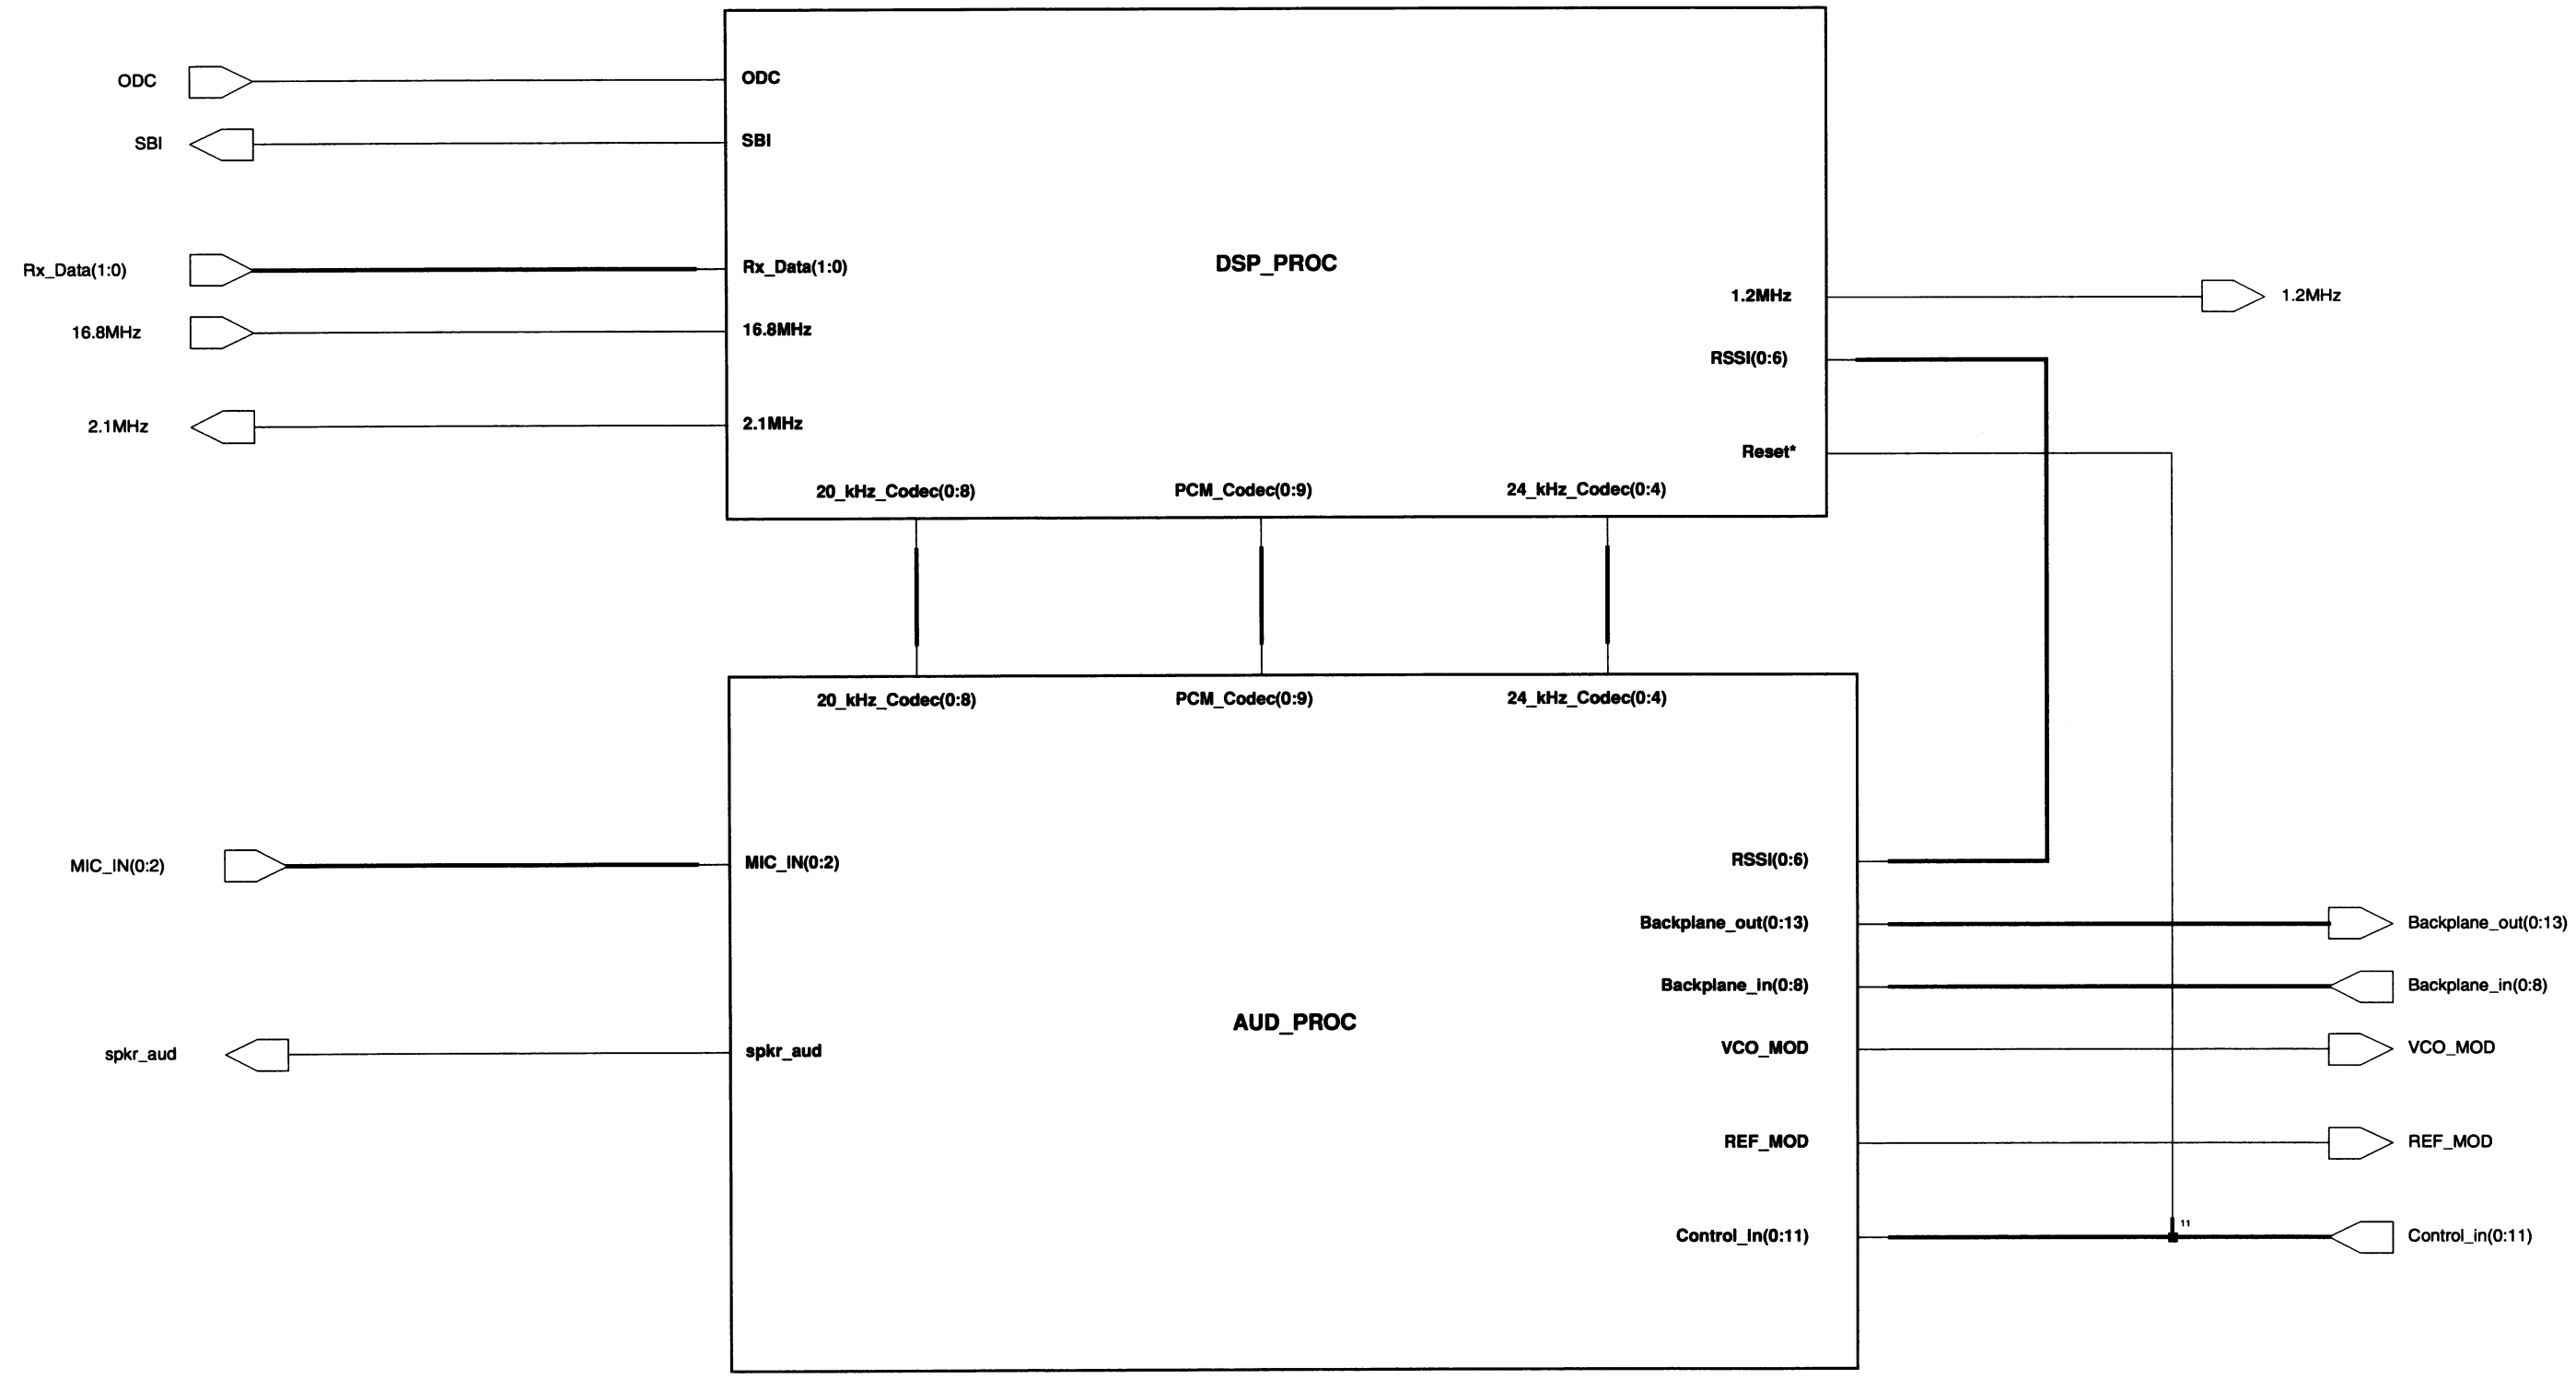 ODC
ODC
SBI
SBI
Rx_Data(1:0)
Rx_Data(1:0)
DSP_PROC
1.2MHz
1.2MHz
16.8MHz
16.8MHz
RSSI(0:6)
2.1MHz
2.1MHz
Reset*
20_kHz_Codec(0:8)
PCM_Codec(0:9)
24_kHz_Codec(0:4)
20_kHz_Codec(0:8)
PCM_Codec(0:9)
24_kHz_Codec(0:4)
MIC_IN(0:2)
MIC_IN(0:2)
RSSI(0:6)
Backplane_out(0:13)
Backplane_out(0:13)
Backplane_in(0:8)
Backplane_in(0:8)
AUD_PROC
spkr_aud
spkr_aud
VCO_MOD
VCO_MOD
REF_MOD
REF_MOD
11
Control_in(0:11)
Control_in(0:11)